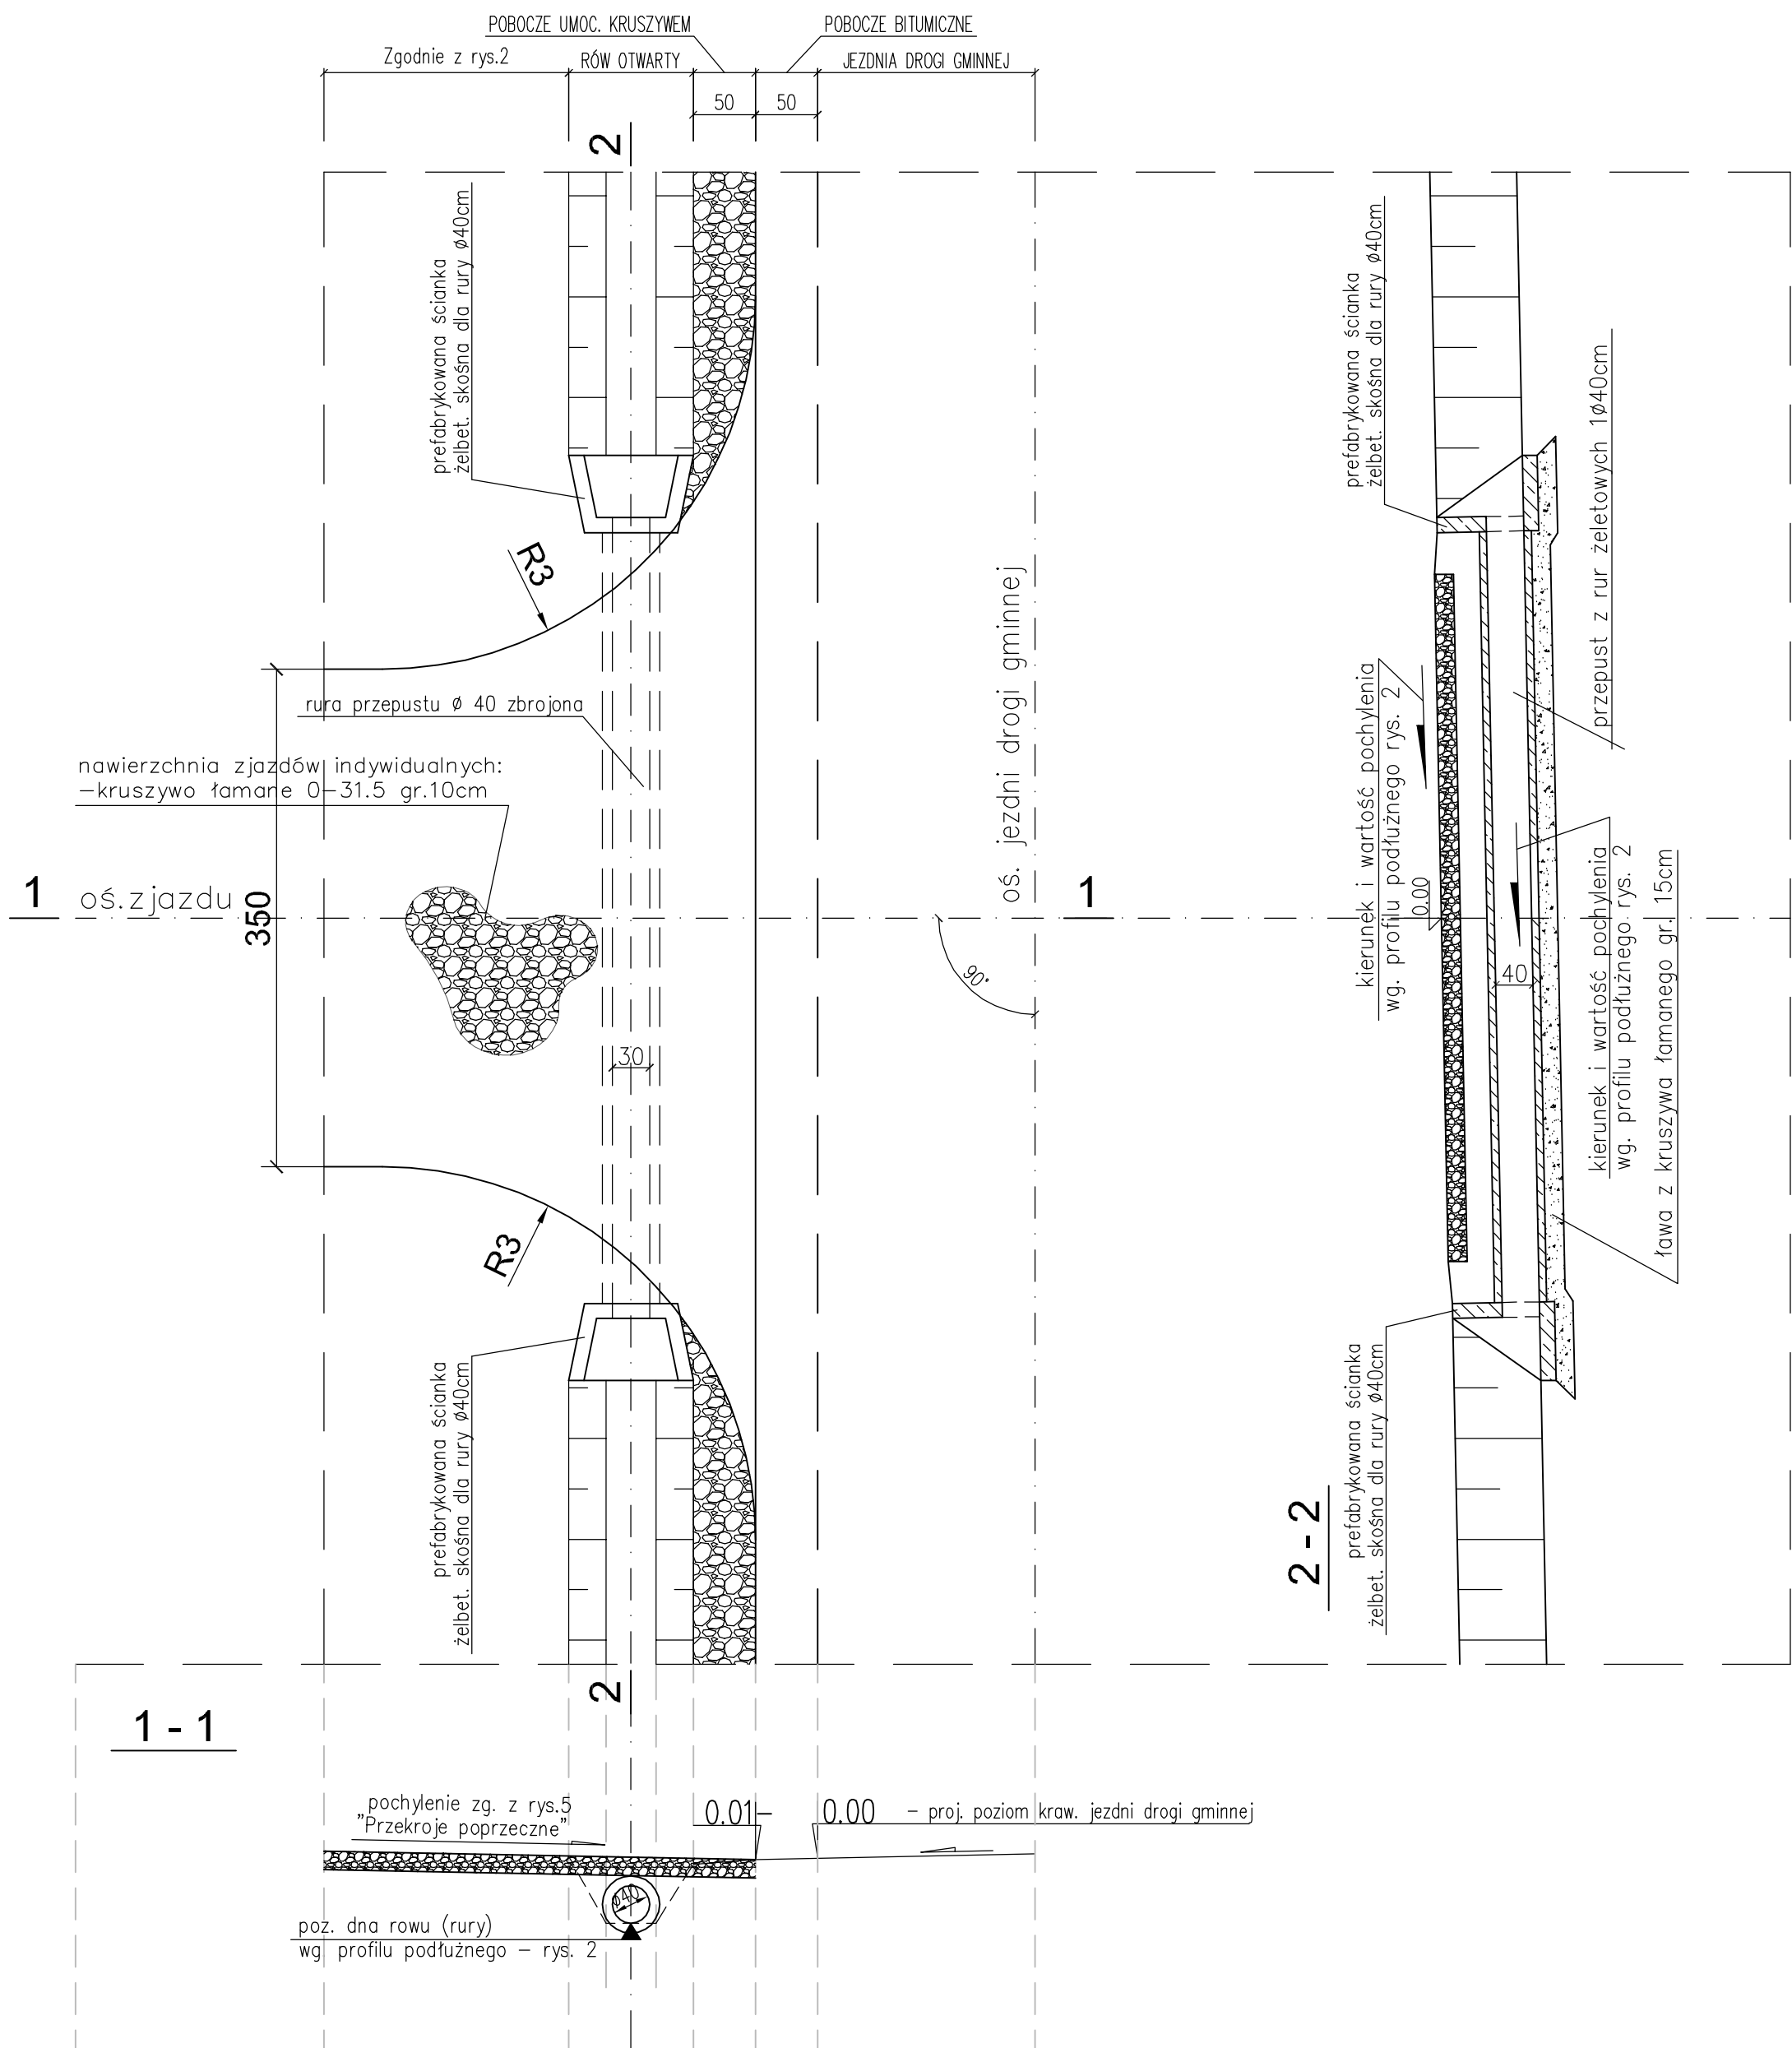 POBOCZE UMOC. KRUSZYWEM
POBOCZE BITUMICZNE
Zgodnie z rys.2
RÓW OTWARTY
JEZDNIA DROGI GMINNEJ
50
50
2
prefabrykowana ścianka
żelbet. skośna dla rury ø40cm
prefabrykowana ścianka
żelbet. skośna dla rury ø40cm
R3
przepust z rur żeletowych 1ø40cm
oś. jezdni drogi gminnej
rura przepustu ø 40 zbrojona
nawierzchnia zjazdów indywidualnych:
–kruszywo łamane 0–31.5 gr.10cm
kierunek i wartość pochylenia
wg. profilu podłużnego rys. 2
0.00
1
oś.zjazdu
350
1
90°
40
kierunek i wartość pochylenia
wg. profilu podłużnego rys. 2
ława z kruszywa łamanego gr. 15cm
30
R3
prefabrykowana ścianka
żelbet. skośna dla rury ø40cm
2-2
prefabrykowana ścianka
żelbet. skośna dla rury ø40cm
2
1-1
pochylenie zg. z rys.5
"Przekroje poprzeczne"
0.01–
0.00
– proj. poziom kraw. jezdni drogi gminnej
ø40
poz. dna rowu (rury)
wg. profilu podłużnego – rys. 2